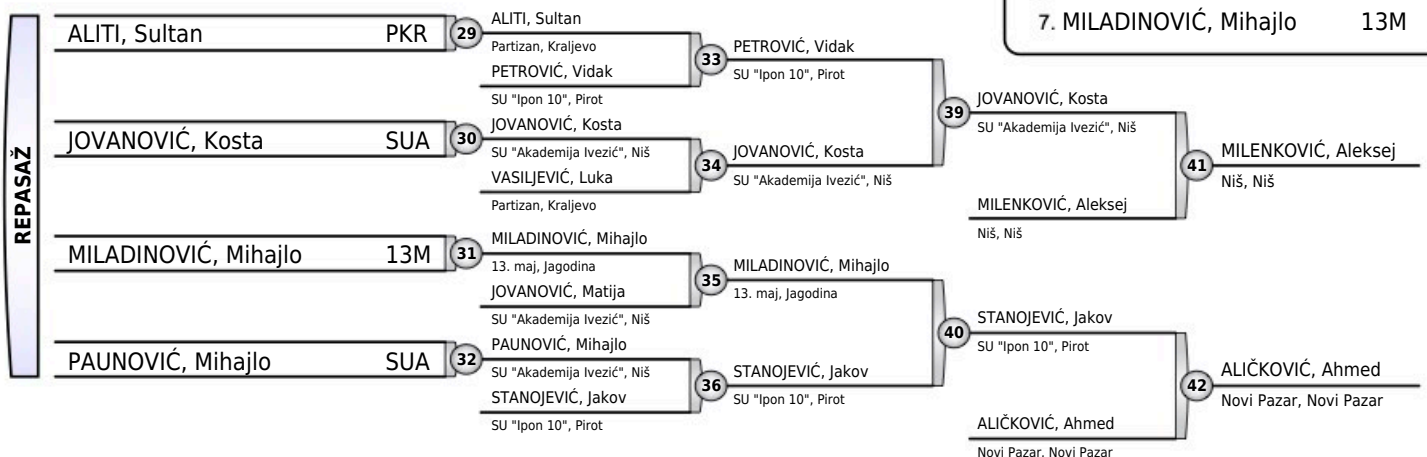 7. MILADINOVIĆ, Mihajlo 13M
REPASAŽ
ALITI, Sultan PKR
JOVANOVIĆ, Kosta SUA
MILADINOVIĆ, Mihajlo 13M
PAUNOVIĆ, Mihajlo SUA
29
ALITI, Sultan
Partizan, Kraljevo
PETROVIĆ, Vidak
SU "Ipon 10", Pirot
30
JOVANOVIĆ, Kosta
SU "Akademija Ivezić", Niš
VASILJEVIĆ, Luka
Partizan, Kraljevo
31
MILADINOVIĆ, Mihajlo
13. maj, Jagodina
JOVANOVIĆ, Matija
SU "Akademija Ivezić", Niš
32
PAUNOVIĆ, Mihajlo
SU "Akademija Ivezić", Niš
STANOJEVIĆ, Jakov
SU "Ipon 10", Pirot
33
PETROVIĆ, Vidak
SU "Ipon 10", Pirot
34
JOVANOVIĆ, Kosta
SU "Akademija Ivezić", Niš
35
MILADINOVIĆ, Mihajlo
13. maj, Jagodina
36
STANOJEVIĆ, Jakov
SU "Ipon 10", Pirot
39
JOVANOVIĆ, Kosta
SU "Akademija Ivezić", Niš
MILENKOVIĆ, Aleksej
Niš, Niš
40
STANOJEVIĆ, Jakov
SU "Ipon 10", Pirot
ALIČKOVIĆ, Ahmed
Novi Pazar, Novi Pazar
41
MILENKOVIĆ, Aleksej
Niš, Niš
42
ALIČKOVIĆ, Ahmed
Novi Pazar, Novi Pazar